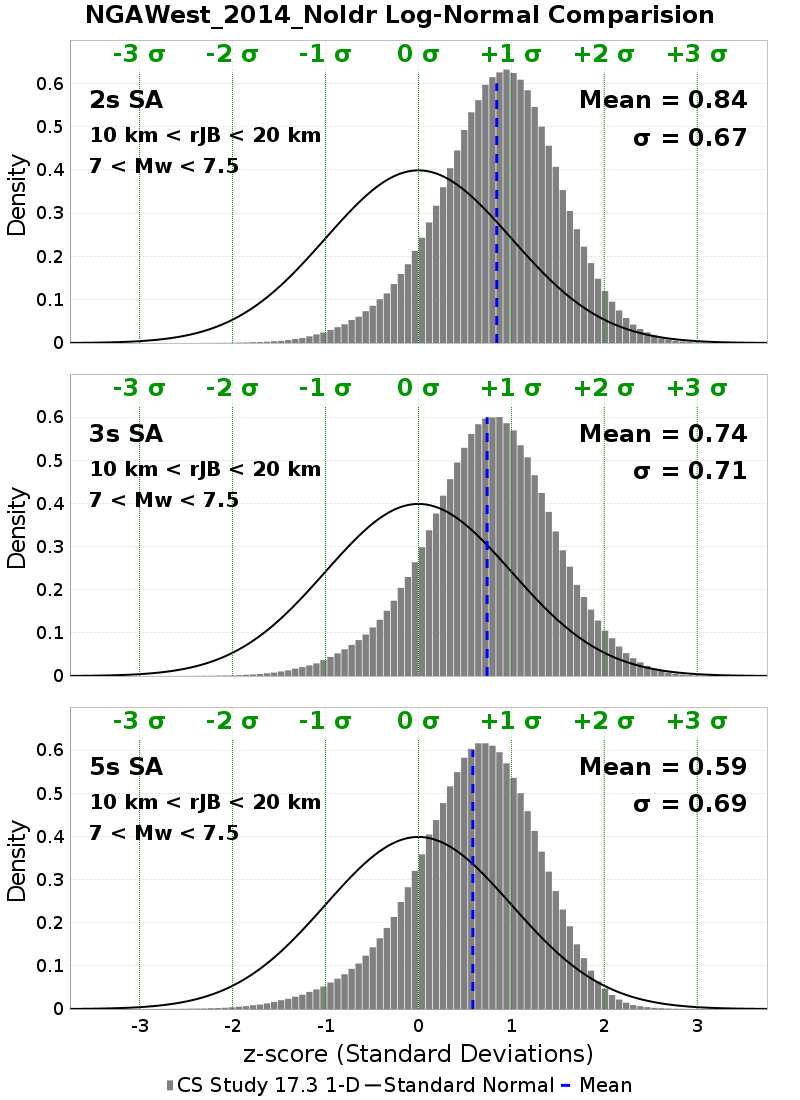 NGAWest_2014_NoIdr Log-Normal Comparision
-3 σ -2 σ -1 σ 0 σ +1 σ +2 σ +3 σ
2s SA
10 km < rJB < 20 km
7 < Mw < 7.5
Mean = 0.84
σ = 0.67
Density
0.6
0.5
0.4
0.3
0.2
0.1
0
-3 σ -2 σ -1 σ 0 σ +1 σ +2 σ +3 σ
3s SA
10 km < rJB < 20 km
7 < Mw < 7.5
Mean = 0.74
σ = 0.71
Density
0.6
0.5
0.4
0.3
0.2
0.1
0
-3 σ -2 σ -1 σ 0 σ +1 σ +2 σ +3 σ
5s SA
10 km < rJB < 20 km
7 < Mw < 7.5
Mean = 0.59
σ = 0.69
Density
0.6
0.5
0.4
0.3
0.2
0.1
0
-3 -2 -1 0 1 2 3
z-score (Standard Deviations)
CS Study 17.3 1-D Standard Normal Mean